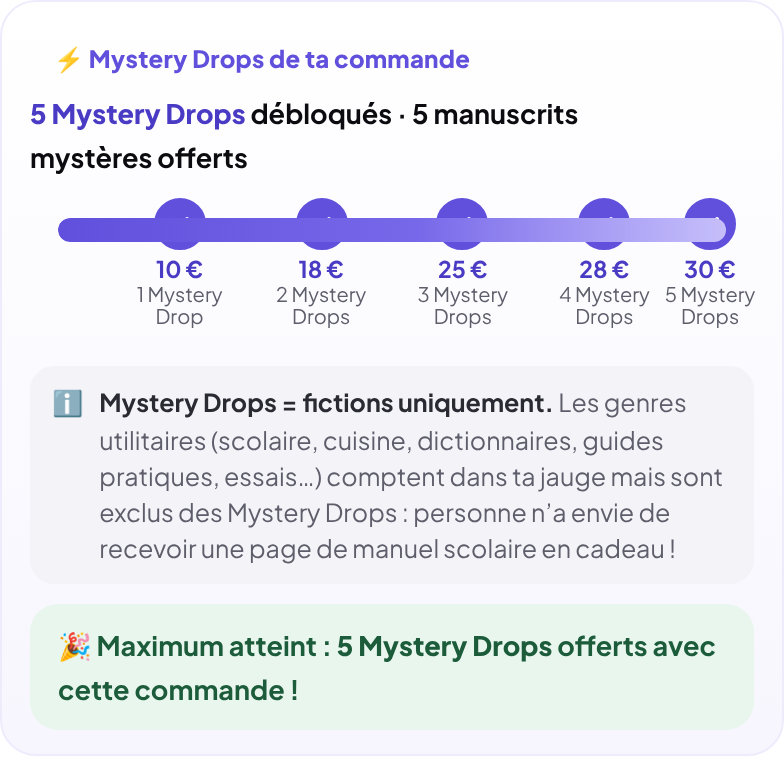 ⚡ Mystery Drops de ta commande
5 Mystery Drops débloqués · 5 manuscrits
mystères offerts
10 € 18 € 25 € 28 € 30 €
1 Mystery 2 Mystery 3 Mystery 4 Mystery 5 Mystery
Drop Drops Drops Drops Drops
ℹ️ Mystery Drops = fictions uniquement. Les genres
utilitaires (scolaire, cuisine, dictionnaires, guides
pratiques, essais…) comptent dans ta jauge mais sont
exclus des Mystery Drops : personne n’a envie de
recevoir une page de manuel scolaire en cadeau !
🎉 Maximum atteint : 5 Mystery Drops offerts avec
cette commande !